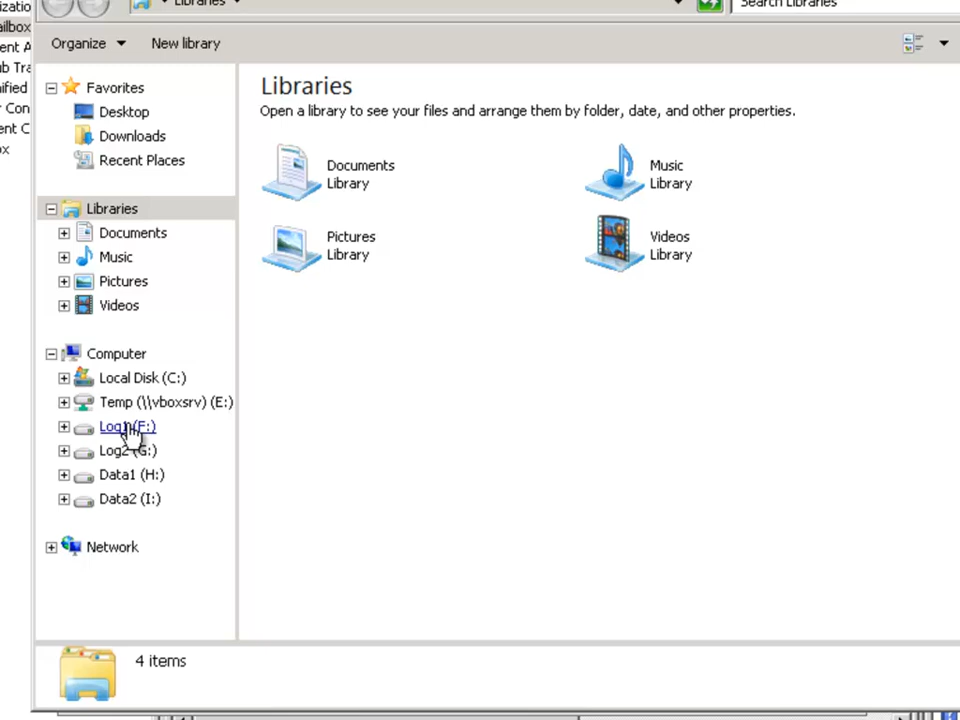 Libraries
Search Libraries
Organize
New library
Favorites
Desktop
Downloads
Recent Places
Libraries
Documents
Music
Pictures
Videos
Computer
Local Disk (C:)
Temp (\\vboxsrv) (E:)
Log1 (F:)
Log2 (G:)
Data1 (H:)
Data2 (I:)
Network
Libraries
Open a library to see your files and arrange them by folder, date, and other properties.
Documents
Library
Music
Library
Pictures
Library
Videos
Library
4 items